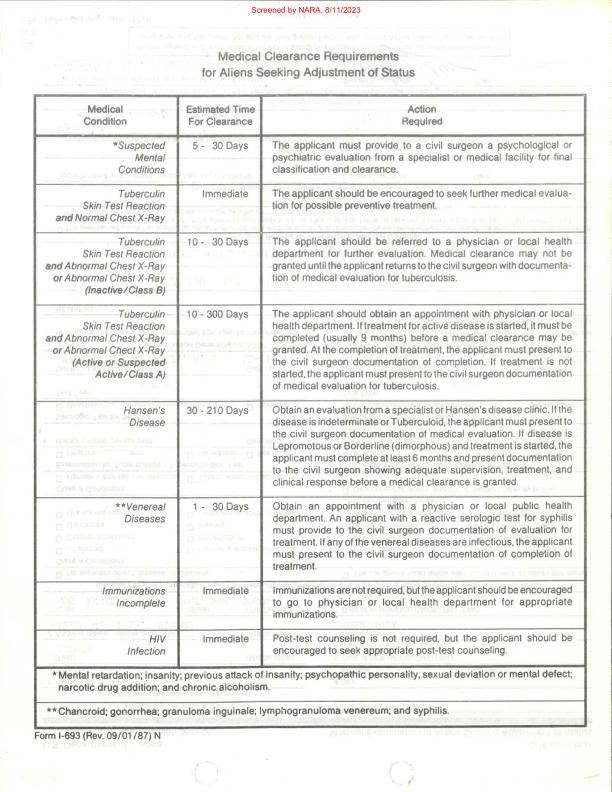 Screened by NARA, 8/11/2023
Medical Clearance Requirements
for Aliens Seeking Adjustment of Status
Medical
Condition
Estimated Time
For Clearance
Action
Required
*Suspected
Mental
Conditions
5 - 30 Days
The applicant must provide to a civil surgeon a psychological or
psychiatric evaluation from a specialist or medical facility for final
classification and clearance.
Tuberculin
Skin Test Reaction
and Normal Chest X-Ray
Immediate
The applicant should be encouraged to seek further medical evalua-
tion for possible preventive treatment.
Tuberculin
Skin Test Reaction
and Abnormal Chest X-Ray
or Abnormal Chest X-Ray
(Inactive/Class B)
10 - 30 Days
The applicant should be referred to a physician or local health
department for further evaluation. Medical clearance may not be
granted until the applicant returns to the civil surgeon with documenta-
tion of medical evaluation for tuberculosis.
Tuberculin
Skin Test Reaction
and Abnormal Chest X-Ray
or Abnormal Chest X-Ray
(Active or Suspected
Active/Class A)
10 - 300 Days
The applicant should obtain an appointment with physician or local
health department. If treatment for active disease is started, it must be
completed (usually 9 months) before a medical clearance may be
granted. At the completion of treatment, the applicant must present to
the civil surgeon documentation of completion. If treatment is not
started, the applicant must present to the civil surgeon documentation
of medical evaluation for tuberculosis.
Hansen's
Disease
30 - 210 Days
Obtain an evaluation from a specialist or Hansen's disease clinic. If the
disease is indeterminate or Tuberculoid, the applicant must present to
the civil surgeon documentation of medical evaluation. If disease is
Lepromotous or Borderline (dimorphous) and treatment is started, the
applicant must complete at least 6 months and present documentation
to the civil surgeon showing adequate supervision, treatment, and
clinical response before a medical clearance is granted.
**Venereal
Diseases
1 - 30 Days
Obtain an appointment with a physician or local public health
department. An applicant with a reactive serologic test for syphilis
must provide to the civil surgeon documentation of evaluation for
treatment. If any of the venereal diseases are infectious, the applicant
must present to the civil surgeon documentation of completion of
treatment.
Immunizations
Incomplete
Immediate
Immunizations are not required, but the applicant should be encouraged
to go to physician or local health department for appropriate
immunizations.
HIV
Infection
Immediate
Post-test counseling is not required, but the applicant should be
encouraged to seek appropriate post-test counseling.
* Mental retardation; insanity; previous attack of insanity; psychopathic personality, sexual deviation or mental defect;
narcotic drug addition; and chronic alcoholism.
** Chancroid; gonorrhea; granuloma inguinale; lymphogranuloma venereum; and syphilis.
Form I-693 (Rev. 09/01/87) N